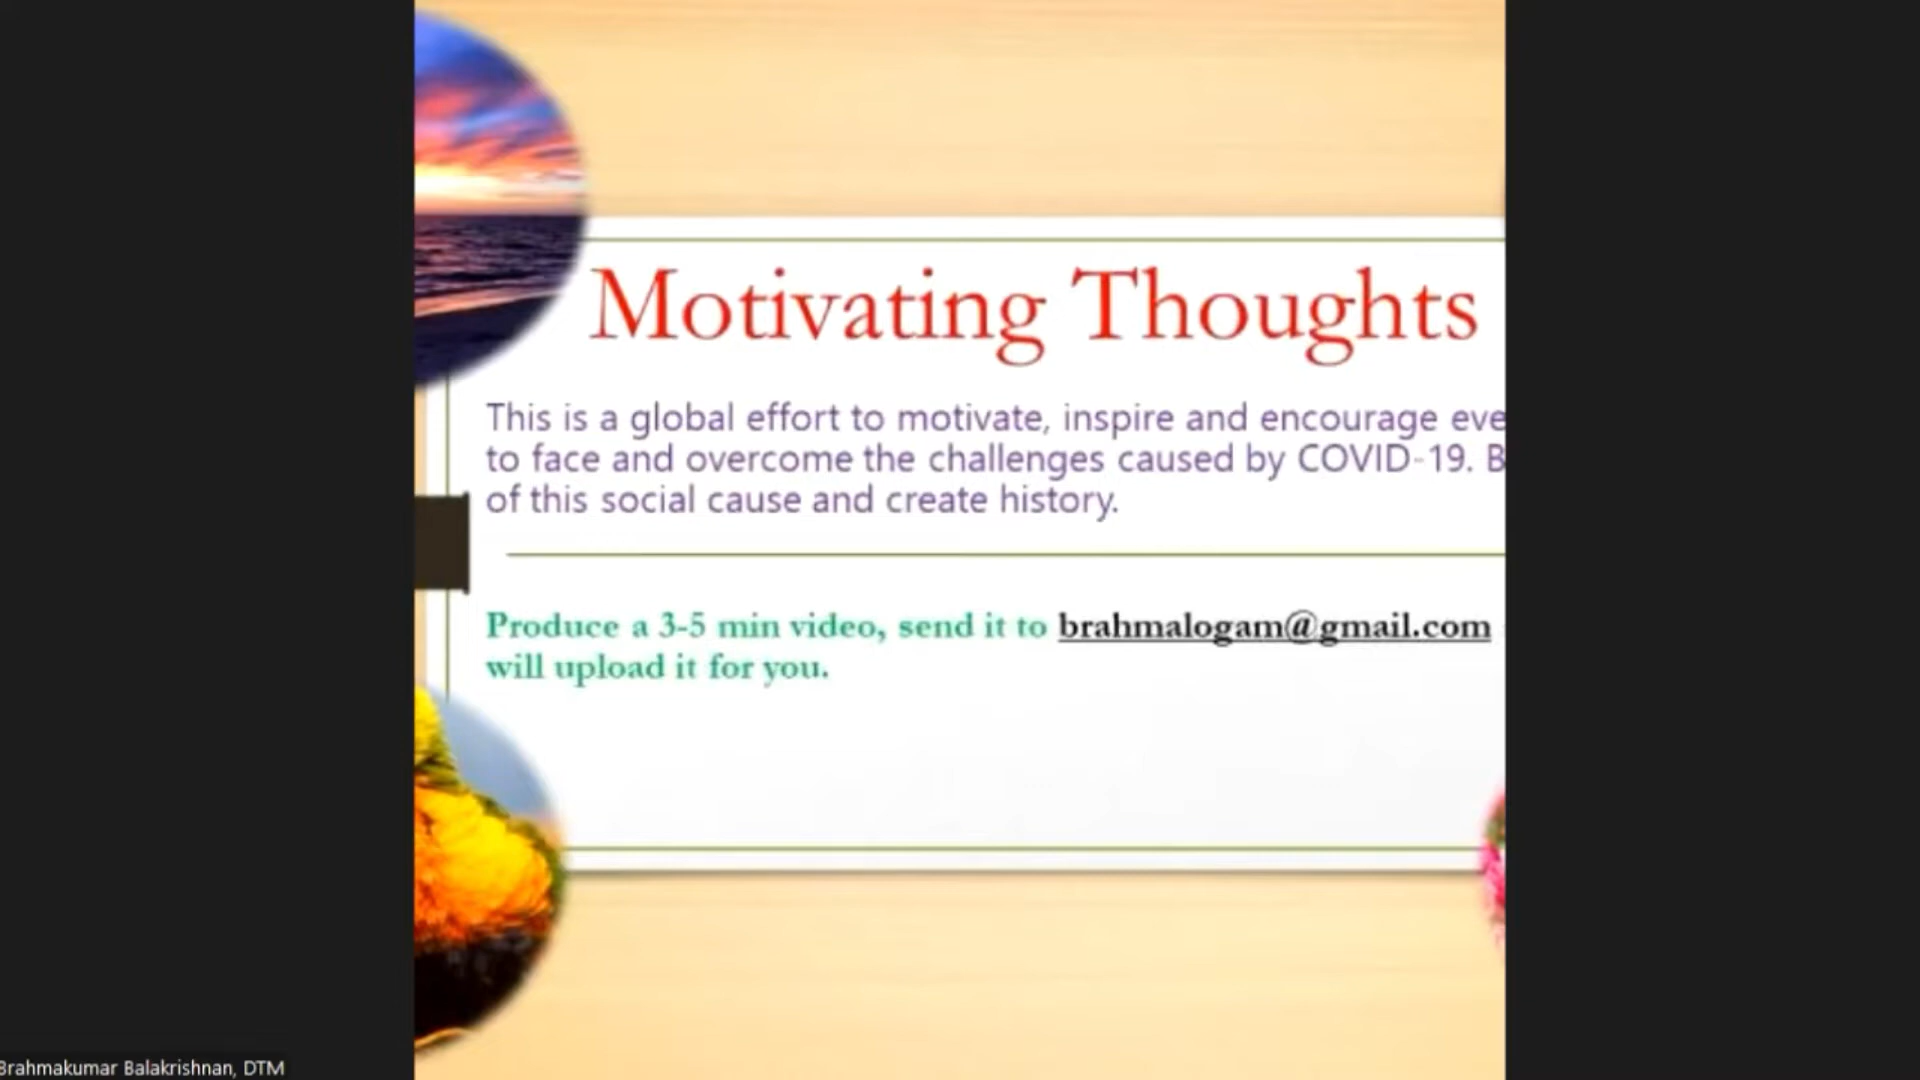 Motivating Thoughts
This is a global effort to motivate, inspire and encourage eve
to face and overcome the challenges caused by COVID-19. B
of this social cause and create history.
Produce a 3-5 min video, send it to brahmalogam@gmail.com
will upload it for you.
Brahmakumar Balakrishnan, DTM